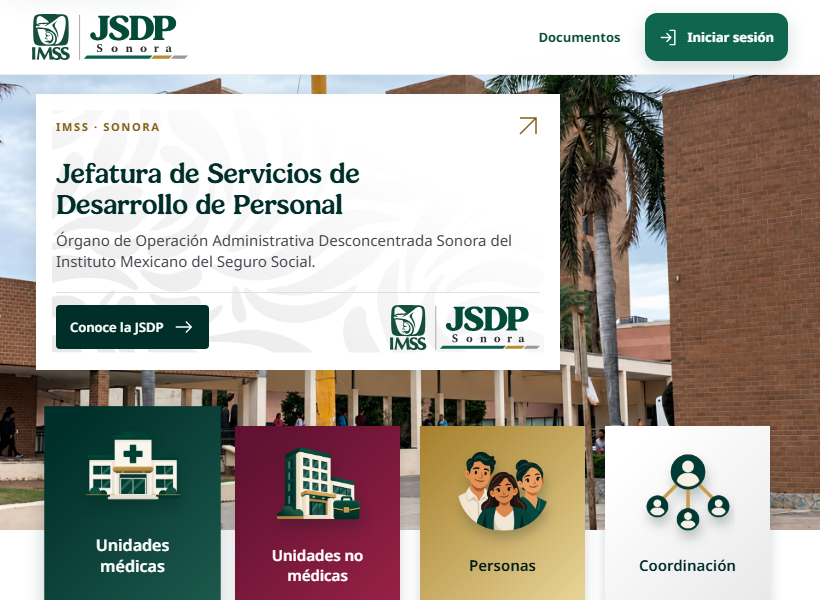 IMSS
JSDP
Sonora
Documentos
Iniciar sesión
IMSS · SONORA
Jefatura de Servicios de
Desarrollo de Personal
Órgano de Operación Administrativa Desconcentrada Sonora del
Instituto Mexicano del Seguro Social.
Conoce la JSDP
IMSS
JSDP
Sonora
Unidades
médicas
Unidades no
médicas
Personas
Coordinación